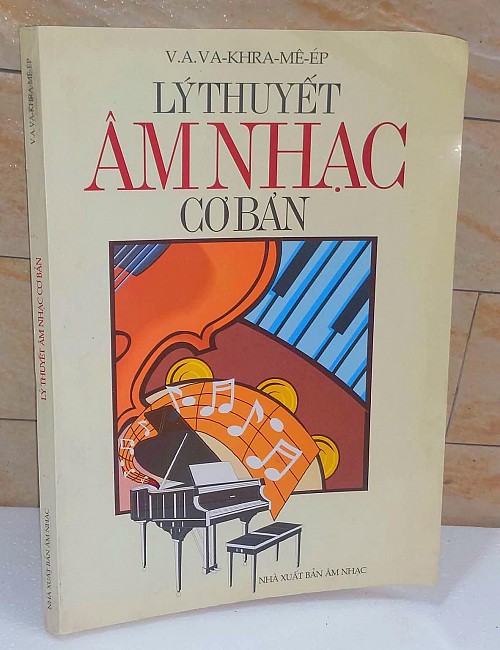 V.A.VA-KHRA-MÊ-ÉP
LÝ THUYẾT
ÂM NHẠC
CƠ BẢN
NHÀ XUẤT BẢN ÂM NHẠC
V.A.VA-KHRA-MÊ-ÉP
LÝ THUYẾT ÂM NHẠC CƠ BẢN
NHÀ XUẤT BẢN ÂM NHẠC